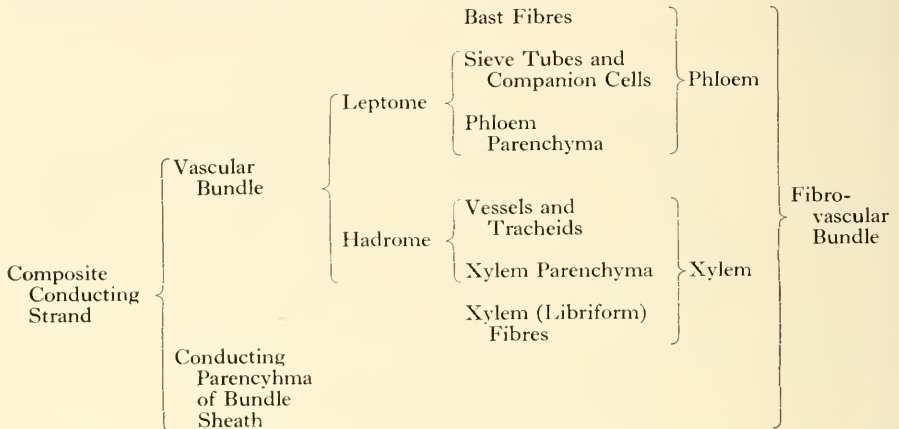 Bast Fibres
Sieve Tubes and
Companion Cells
Phloem
Leptome
Phloem
Parenchyma
Vascular
Bundle
Vessels and
Tracheids
Hadrome
Xylem Parenchyma
Xylem
Xylem (Libriform)
Fibres
Fibro-
vascular
Bundle
Composite
Conducting
Strand
Conducting
Parencyhma
of Bundle
Sheath